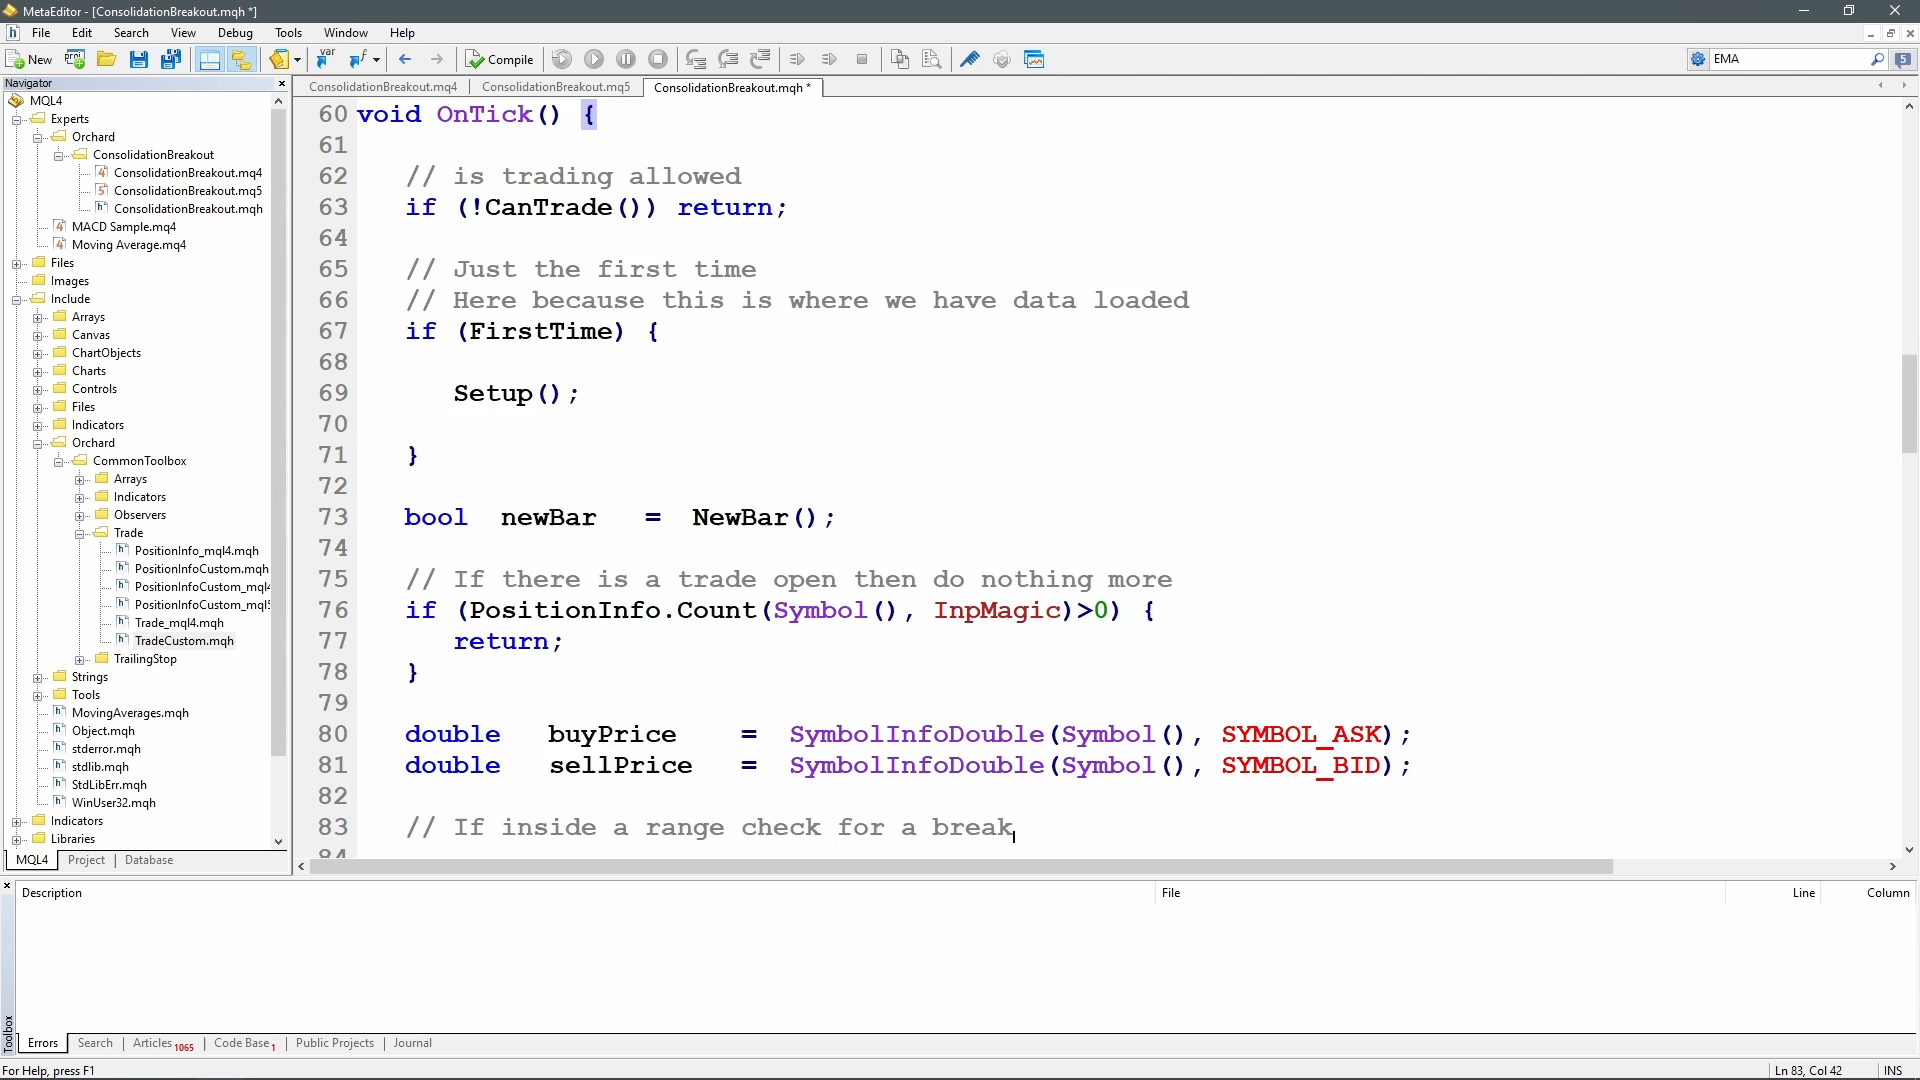 MetaEditor - [ConsolidationBreakout.mqh *]
File Edit Search View Debug Tools Window Help
New Compile EMA 5
Navigator
MQL4
Experts
Orchard
ConsolidationBreakout
ConsolidationBreakout.mq4
ConsolidationBreakout.mq5
ConsolidationBreakout.mqh
MACD Sample.mq4
Moving Average.mq4
Files
Images
Include
Arrays
Canvas
ChartObjects
Charts
Controls
Files
Indicators
Orchard
CommonToolbox
Arrays
Indicators
Observers
Trade
PositionInfo_mql4.mqh
PositionInfoCustom.mqh
PositionInfoCustom_mql4
PositionInfoCustom_mql5
Trade_mql4.mqh
TradeCustom.mqh
TrailingStop
Strings
Tools
MovingAverages.mqh
Object.mqh
stderror.mqh
stdlib.mqh
StdLibErr.mqh
WinUser32.mqh
Indicators
Libraries
MQL4 Project Database
ConsolidationBreakout.mq4 ConsolidationBreakout.mq5 ConsolidationBreakout.mqh *
60 void OnTick() {
61
62 // is trading allowed
63 if (!CanTrade()) return;
64
65 // Just the first time
66 // Here because this is where we have data loaded
67 if (FirstTime) {
68
69 Setup();
70
71 }
72
73 bool newBar = NewBar();
74
75 // If there is a trade open then do nothing more
76 if (PositionInfo.Count(Symbol(), InpMagic)>0) {
77 return;
78 }
79
80 double buyPrice = SymbolInfoDouble(Symbol(), SYMBOL_ASK);
81 double sellPrice = SymbolInfoDouble(Symbol(), SYMBOL_BID);
82
83 // If inside a range check for a break
84
Description File Line Column
Toolbox
Errors Search Articles 1065 Code Base 1 Public Projects Journal
For Help, press F1 Ln 83, Col 42 INS